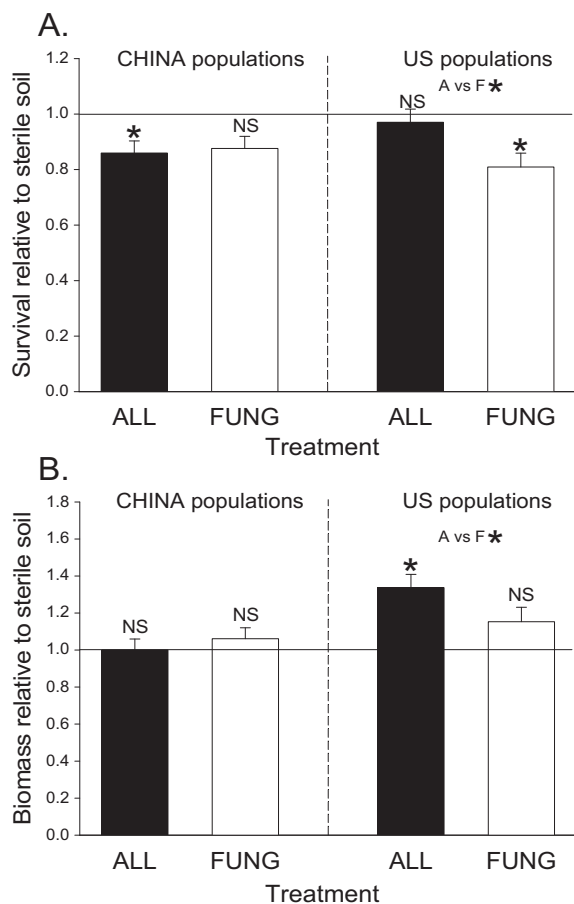 A.
CHINA populations
US populations
A vs F *
1.2
1.0
0.8
0.6
0.4
0.2
0.0
Survival relative to sterile soil
*
NS
NS
*
ALL
FUNG
ALL
FUNG
Treatment
B.
CHINA populations
US populations
A vs F *
1.8
1.6
1.4
1.2
1.0
0.8
0.6
0.4
0.2
0.0
Biomass relative to sterile soil
NS
NS
*
NS
ALL
FUNG
ALL
FUNG
Treatment